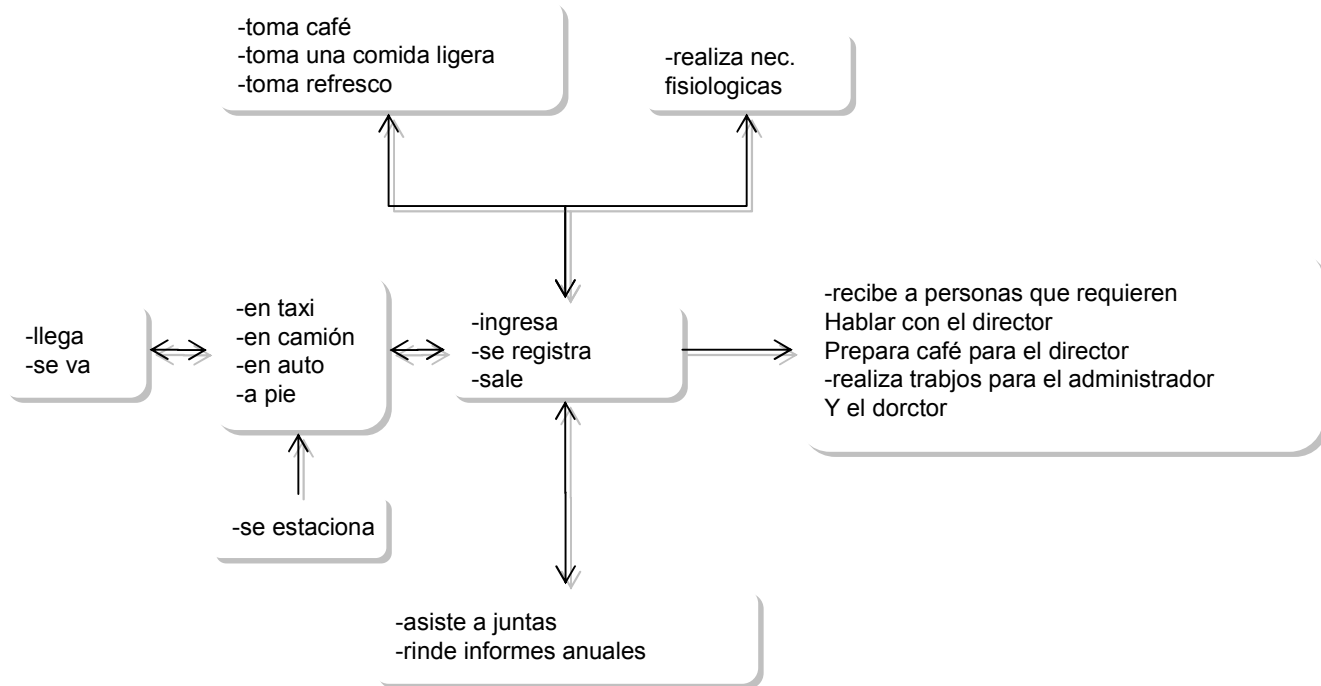 -toma café
-toma una comida ligera
-toma refresco
-realiza nec.
fisiologicas
-llega
-se va
-en taxi
-en camión
-en auto
-a pie
-ingresa
-se registra
-sale
-recibe a personas que requieren
Hablar con el director
Prepara café para el director
-realiza trabjos para el administrador
Y el dorctor
-se estaciona
-asiste a juntas
-rinde informes anuales